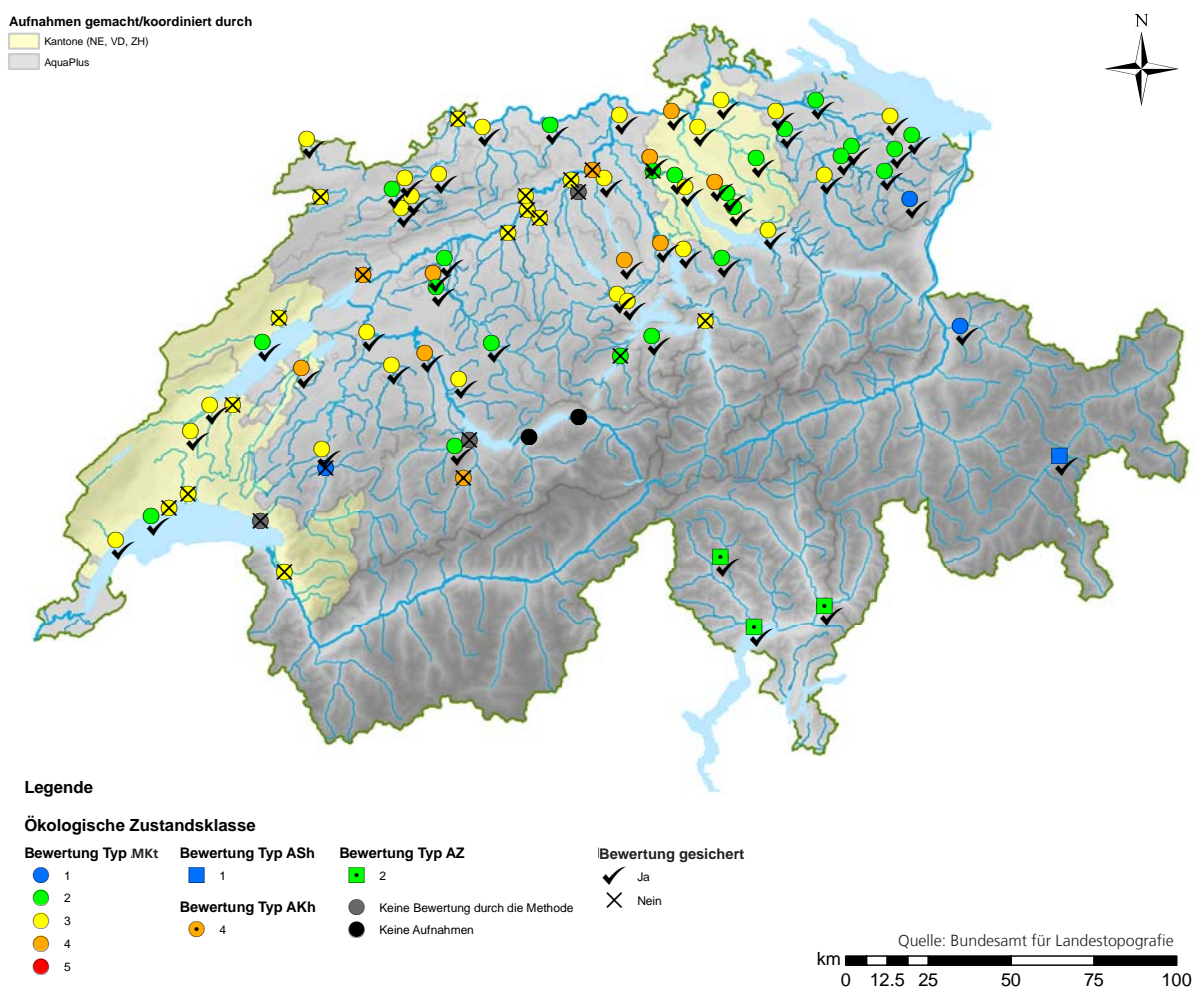 Aufnahmen gemacht/koordiniert durch
Kantone (NE, VD, ZH)
AquaPlus
N
Legende
Ökologische Zustandsklasse
Bewertung Typ MKt
1
2
3
4
5
Bewertung Typ ASh
1
Bewertung Typ AKh
4
Bewertung Typ AZ
2
Keine Bewertung durch die Methode
Keine Aufnahmen
Bewertung gesichert
Ja
Nein
Quelle: Bundesamt für Landestopografie
km
0 12.5 25 50 75 100